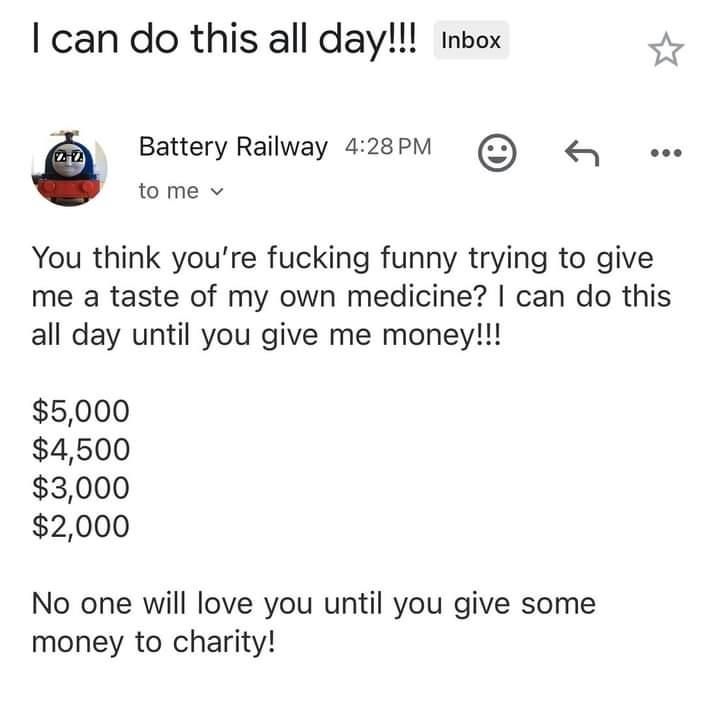 I can do this all day!!! Inbox
Battery Railway 4:28 PM
to me
You think you're fucking funny trying to give
me a taste of my own medicine? I can do this
all day until you give me money!!!
$5,000
$4,500
$3,000
$2,000
No one will love you until you give some
money to charity!